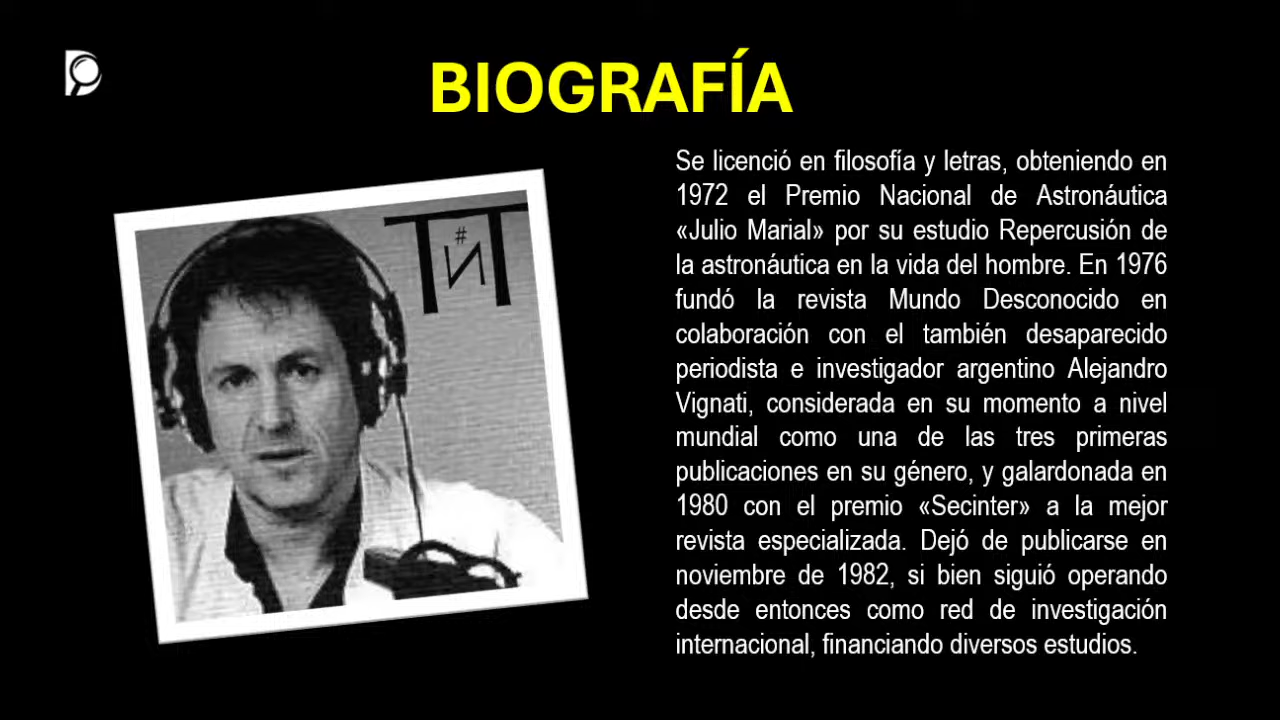 BIOGRAFÍA
Se licenció en filosofía y letras, obteniendo en
1972 el Premio Nacional de Astronáutica
«Julio Marial» por su estudio Repercusión de
la astronáutica en la vida del hombre. En 1976
fundó la revista Mundo Desconocido en
colaboración con el también desaparecido
periodista e investigador argentino Alejandro
Vignati, considerada en su momento a nivel
mundial como una de las tres primeras
publicaciones en su género, y galardonada en
1980 con el premio «Secinter» a la mejor
revista especializada. Dejó de publicarse en
noviembre de 1982, si bien siguió operando
desde entonces como red de investigación
internacional, financiando diversos estudios.